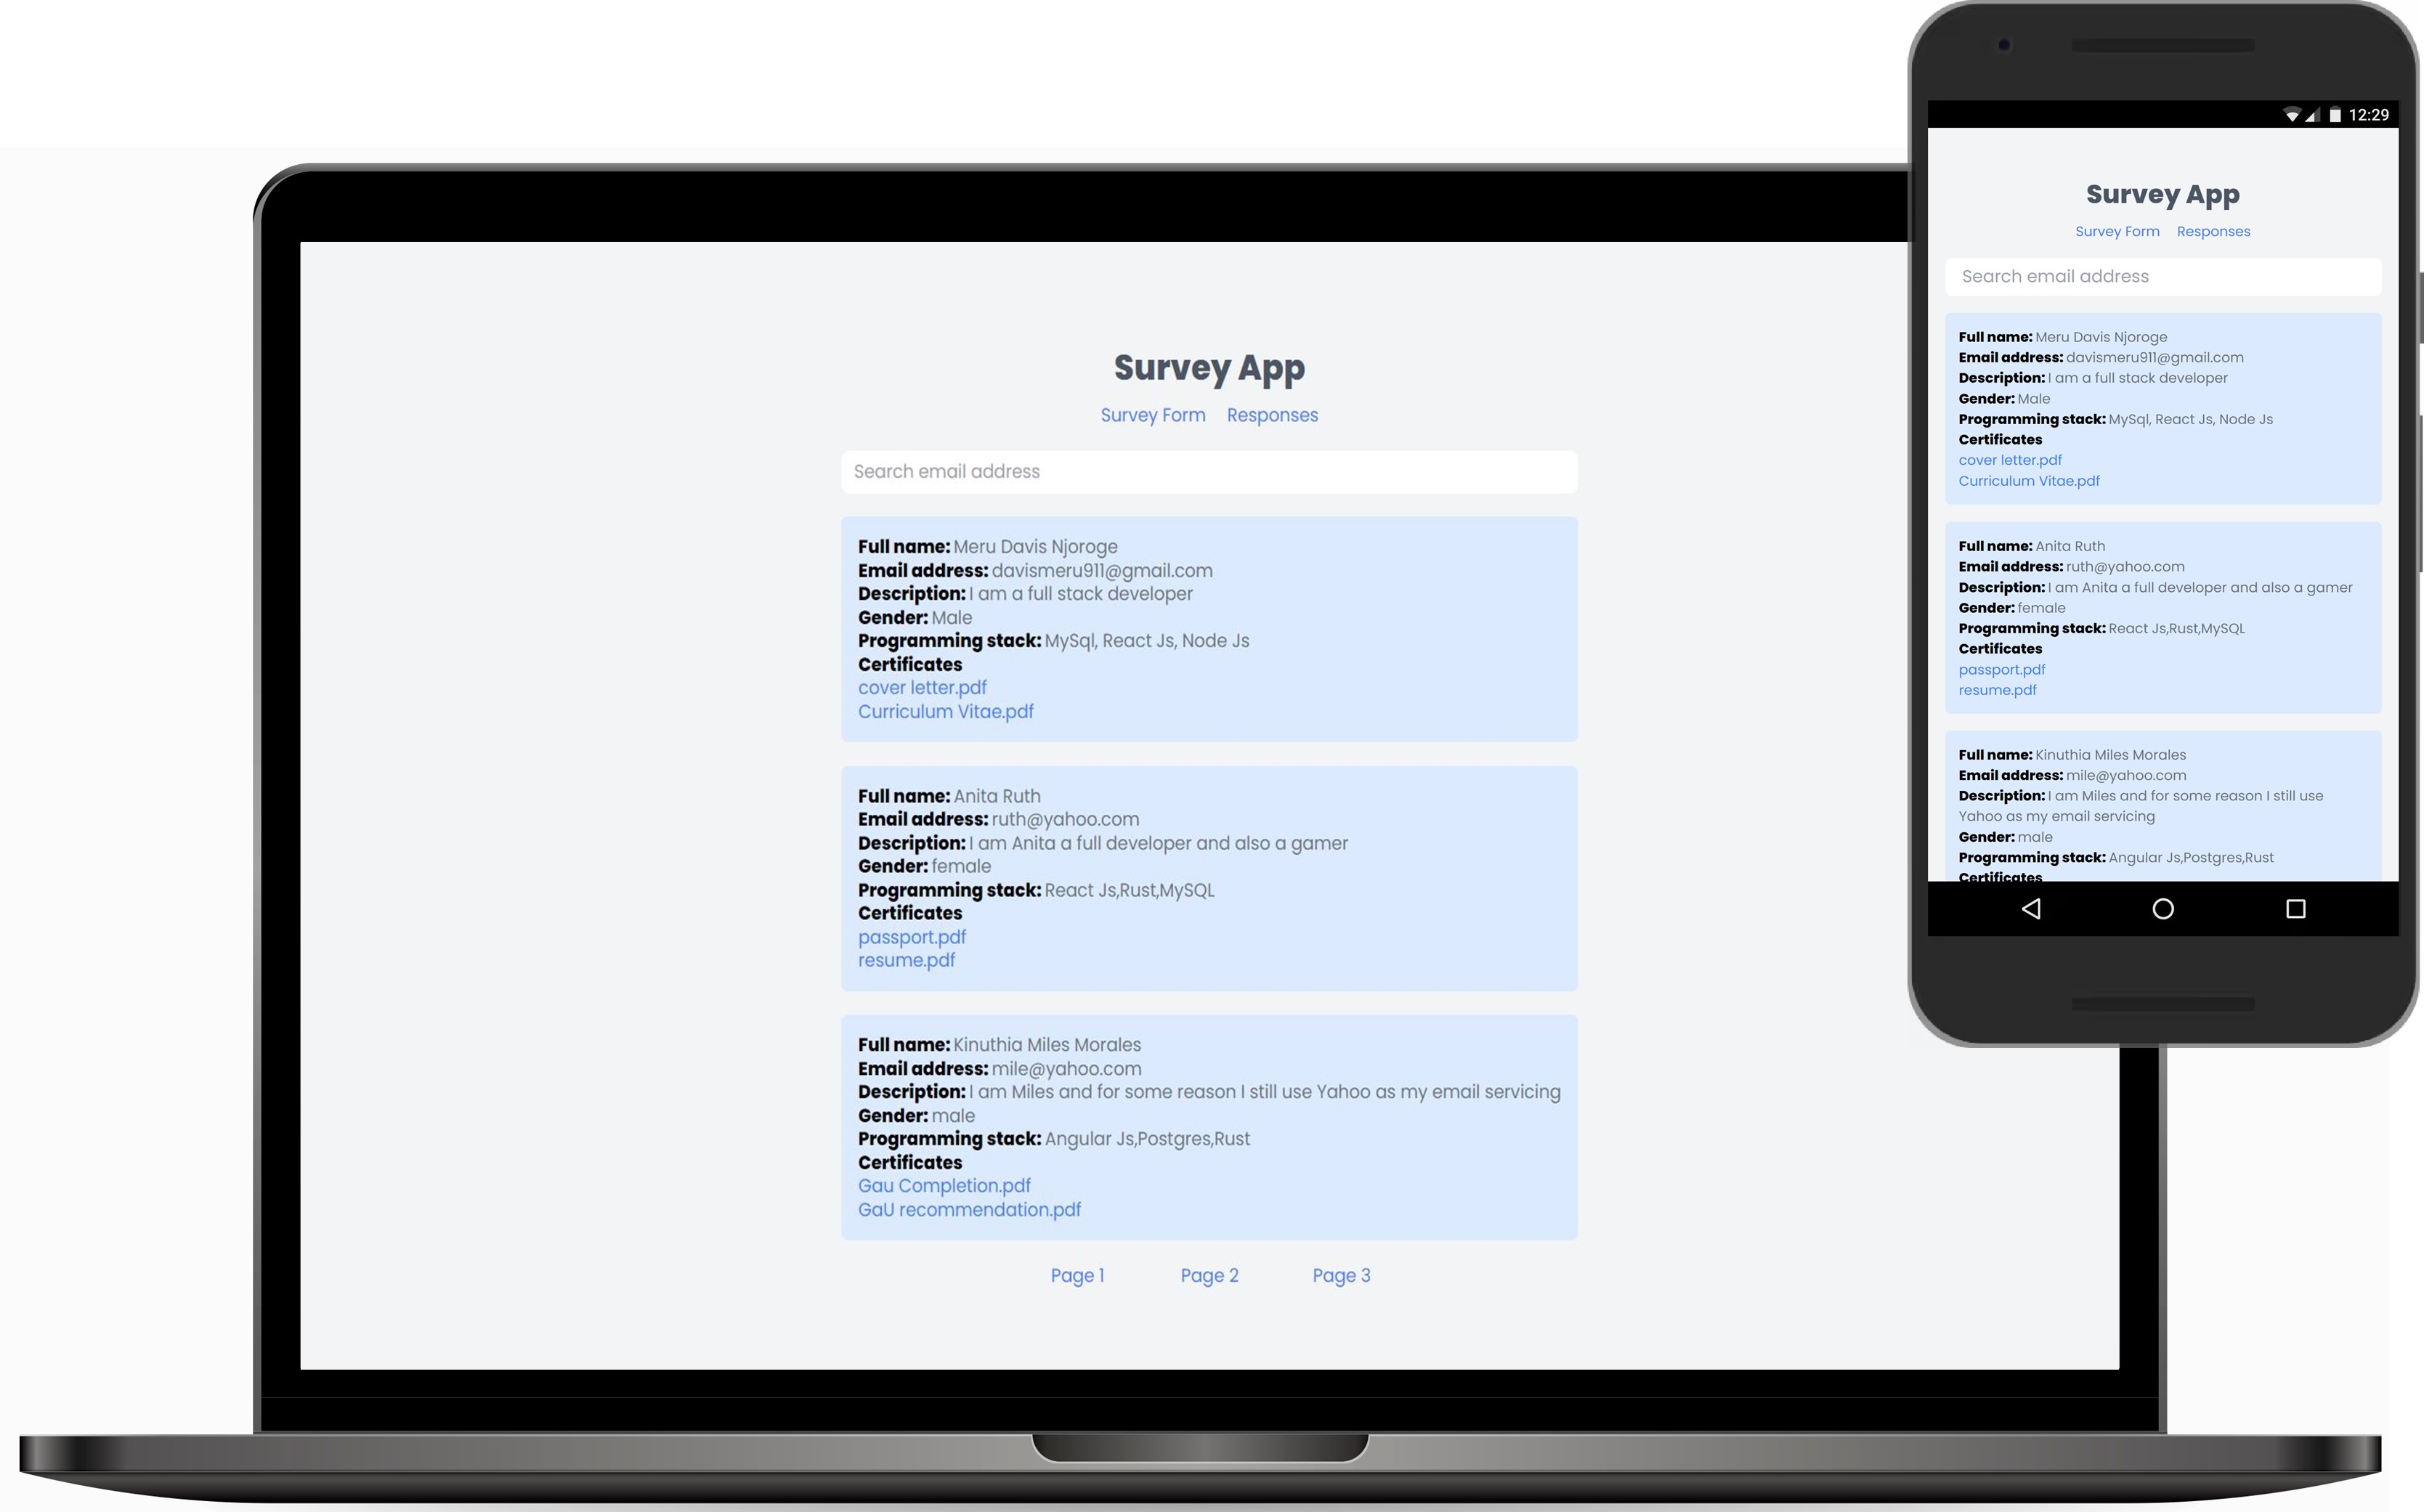 Survey App
Survey Form Responses
Search email address
Full name: Meru Davis Njoroge
Email address: davismeru911@gmail.com
Description: I am a full stack developer
Gender: Male
Programming stack: MySql, React Js, Node Js
Certificates
cover letter.pdf
Curriculum Vitae.pdf
Full name: Anita Ruth
Email address: ruth@yahoo.com
Description: I am Anita a full developer and also a gamer
Gender: female
Programming stack: React Js,Rust,MySQL
Certificates
passport.pdf
resume.pdf
Full name: Kinuthia Miles Morales
Email address: mile@yahoo.com
Description: I am Miles and for some reason I still use Yahoo as my email servicing
Gender: male
Programming stack: Angular Js,Postgres,Rust
Certificates
Gau Completion.pdf
GaU recommendation.pdf
Page 1 Page 2 Page 3
12:29
Survey App
Survey Form Responses
Search email address
Full name: Meru Davis Njoroge
Email address: davismeru911@gmail.com
Description: I am a full stack developer
Gender: Male
Programming stack: MySql, React Js, Node Js
Certificates
cover letter.pdf
Curriculum Vitae.pdf
Full name: Anita Ruth
Email address: ruth@yahoo.com
Description: I am Anita a full developer and also a gamer
Gender: female
Programming stack: React Js,Rust,MySQL
Certificates
passport.pdf
resume.pdf
Full name: Kinuthia Miles Morales
Email address: mile@yahoo.com
Description: I am Miles and for some reason I still use
Yahoo as my email servicing
Gender: male
Programming stack: Angular Js,Postgres,Rust
Certificates